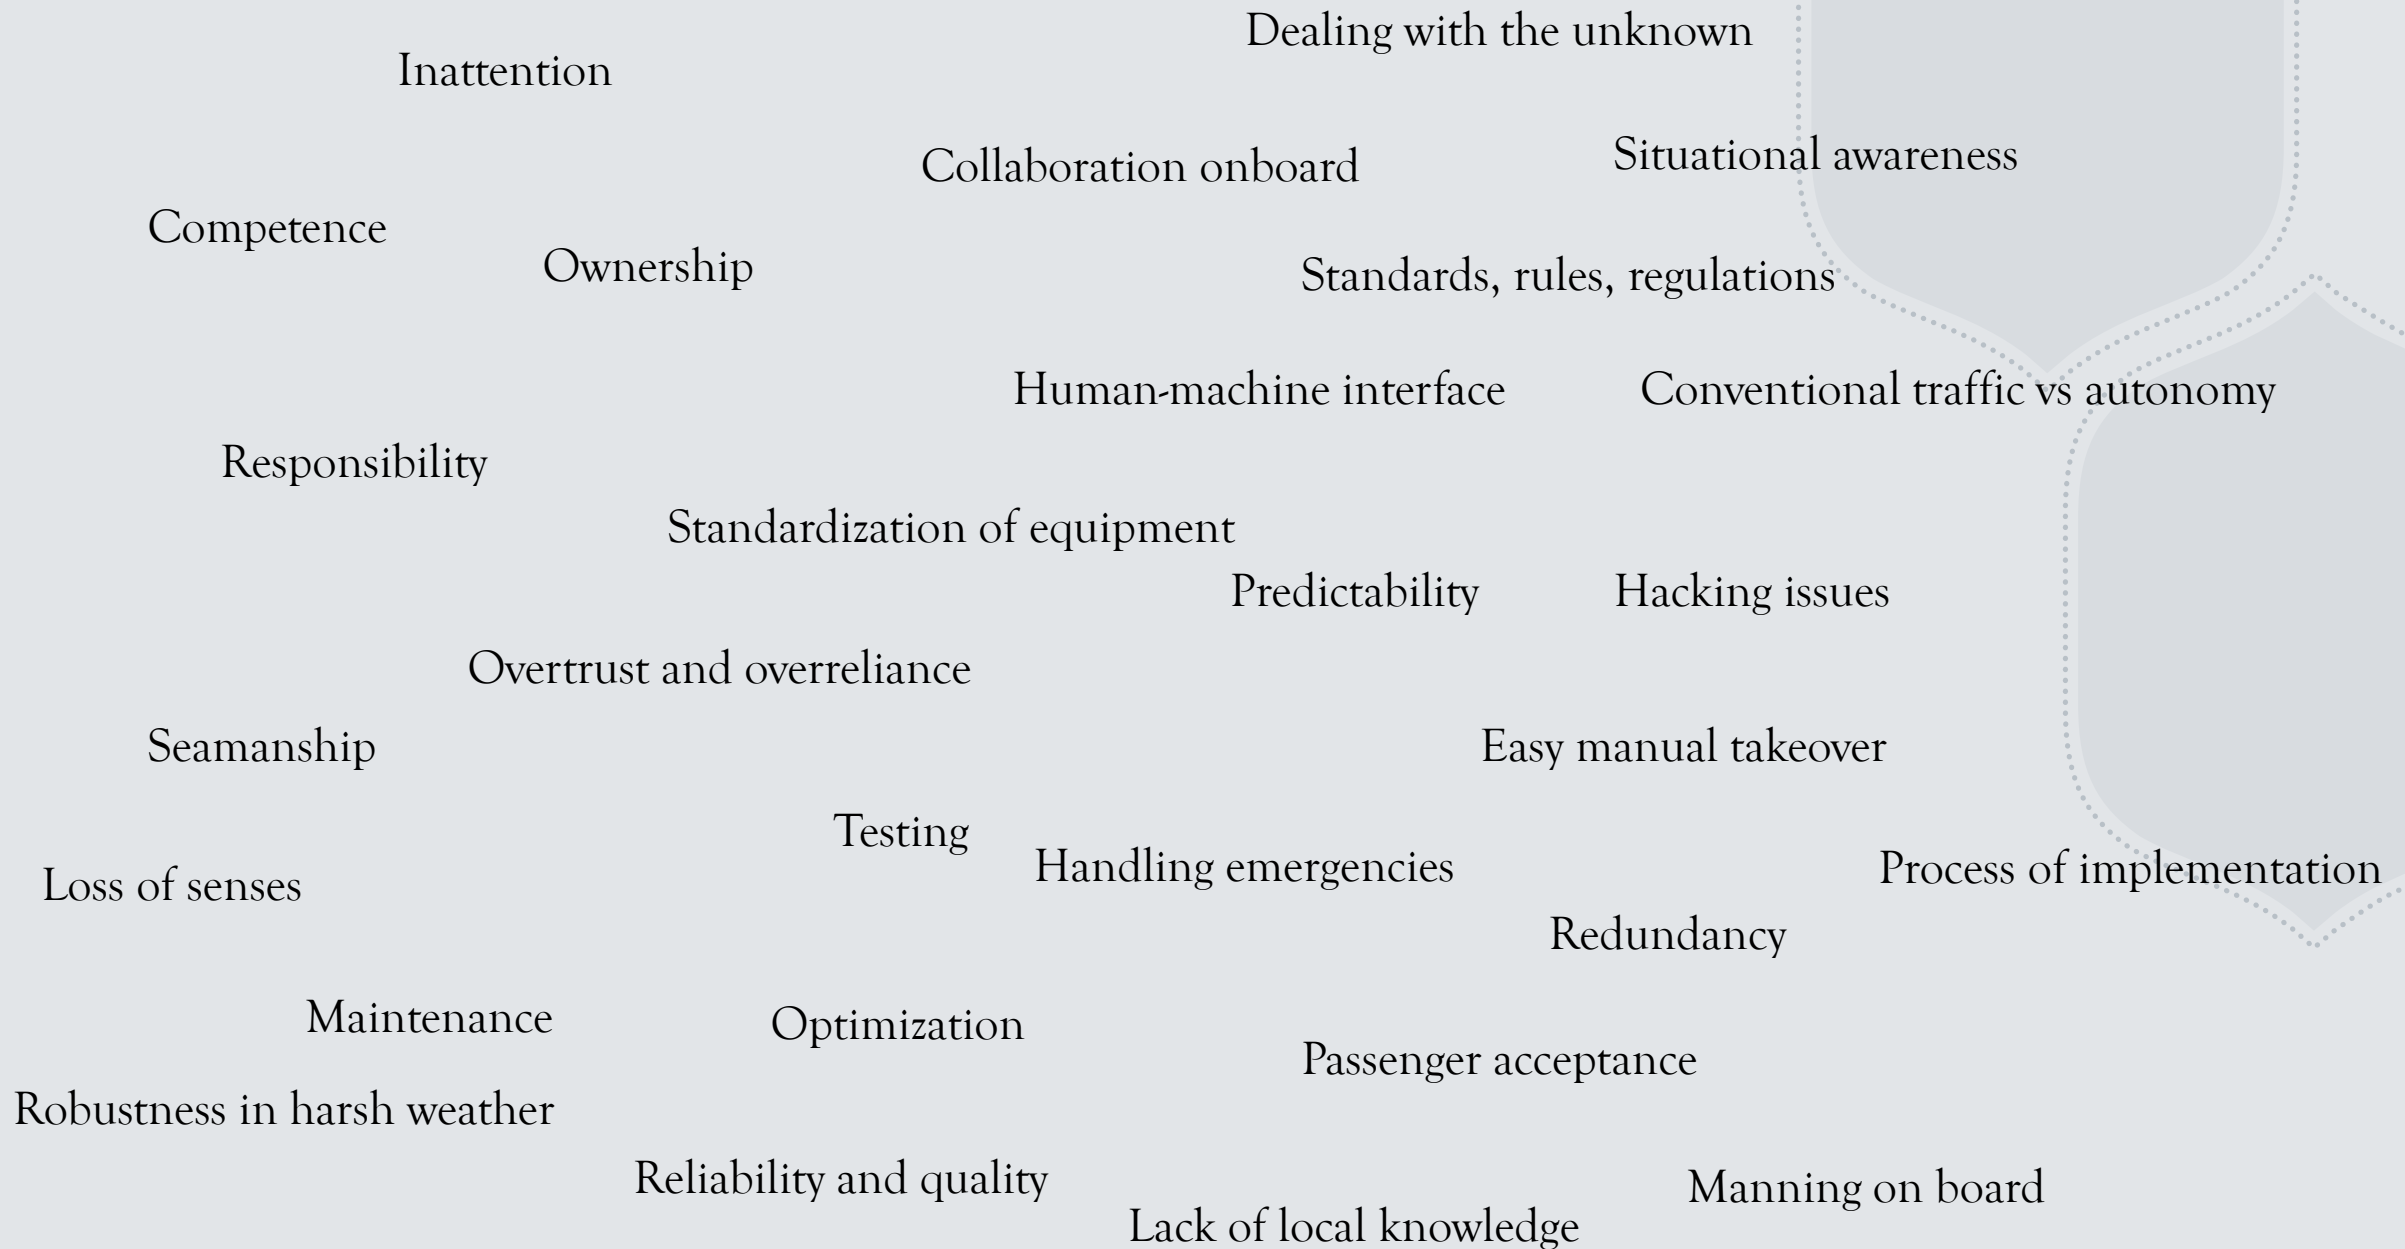 Dealing with the unknown
Inattention
Collaboration onboard
Situational awareness
Competence
Ownership
Standards, rules, regulations
Human-machine interface
Conventional traffic vs autonomy
Responsibility
Standardization of equipment
Predictability
Hacking issues
Overtrust and overreliance
Seamanship
Easy manual takeover
Testing
Handling emergencies
Process of implementation
Loss of senses
Redundancy
Maintenance
Optimization
Passenger acceptance
Robustness in harsh weather
Reliability and quality
Manning on board
Lack of local knowledge